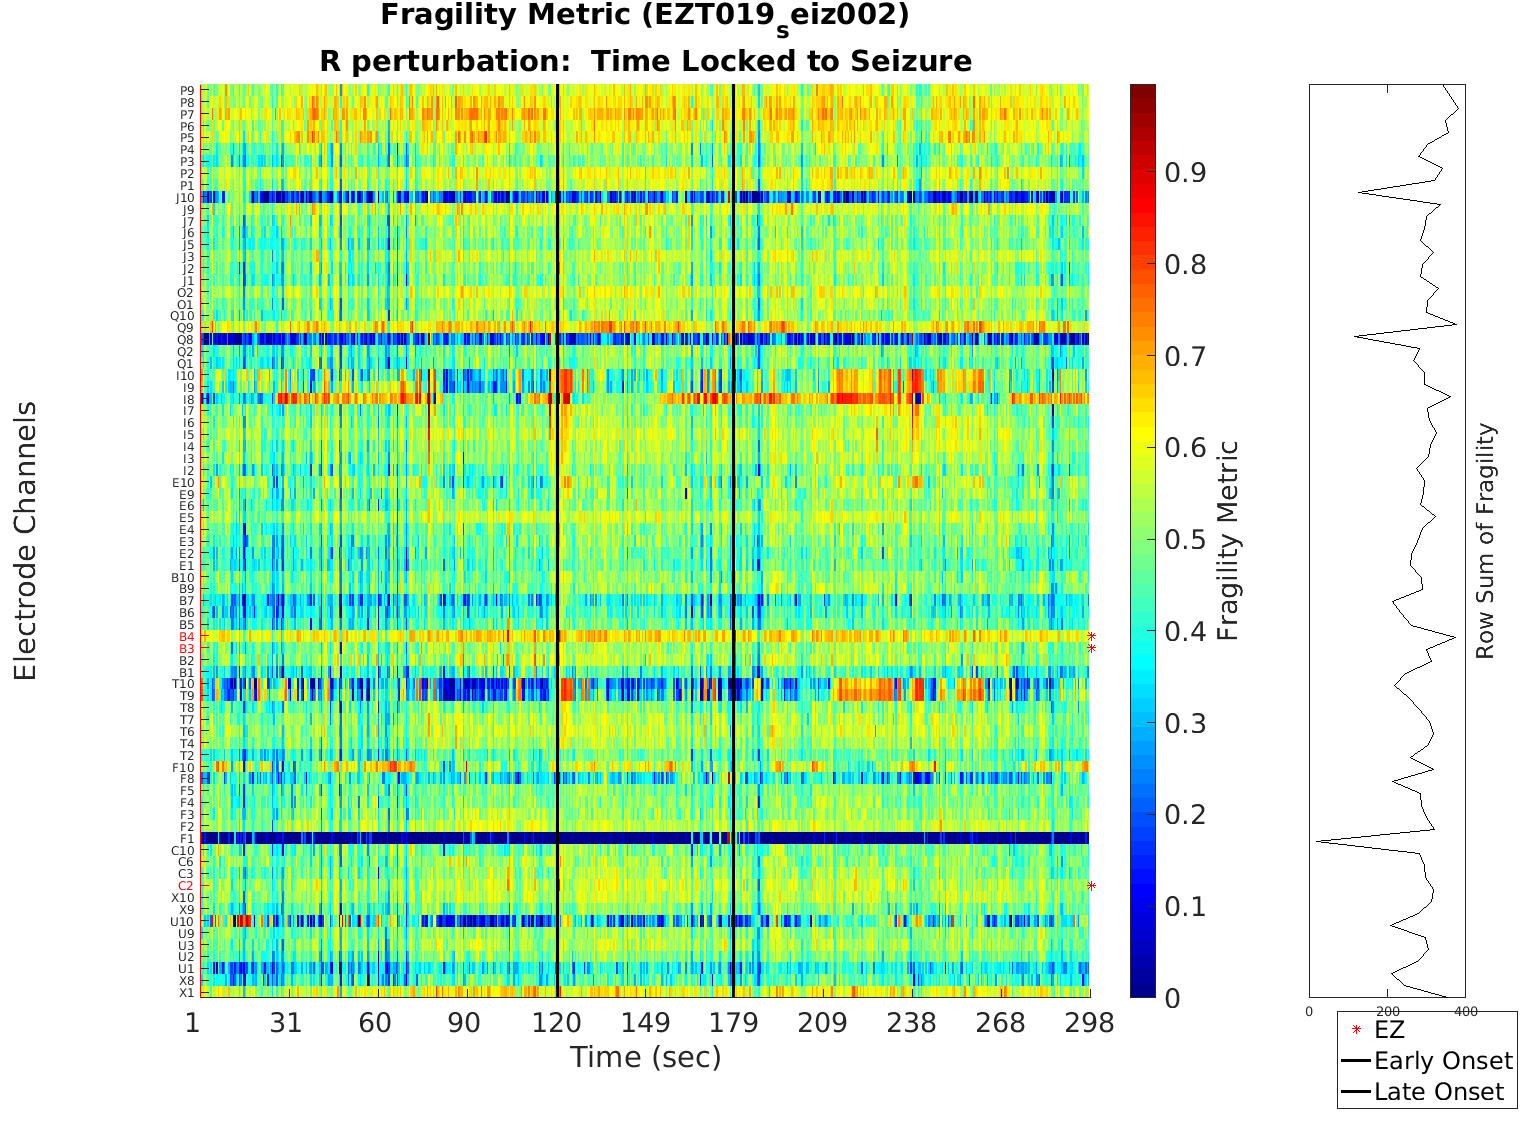 Fragility Metric (EZT019seiz002)
R perturbation:  Time Locked to Seizure
Electrode Channels
P9
P8
P7
P6
P5
P4
P3
P2
P1
J10
J9
J7
J6
J5
J3
J2
J1
O2
O1
Q10
Q9
Q8
Q2
Q1
I10
I9
I8
I7
I6
I5
I4
I3
I2
E10
E9
E6
E5
E4
E3
E2
E1
B10
B9
B7
B6
B5
B4
B3
B2
B1
T10
T9
T8
T7
T6
T4
T2
F10
F8
F5
F4
F3
F2
F1
C10
C6
C3
C2
X10
X9
U10
U9
U3
U2
U1
X8
X1
1 31 60 90 120 149 179 209 238 268 298
Time (sec)
0.9
0.8
0.7
0.6
0.5
0.4
0.3
0.2
0.1
0
Fragility Metric
0 200 400
Row Sum of Fragility
EZ
Early Onset
Late Onset